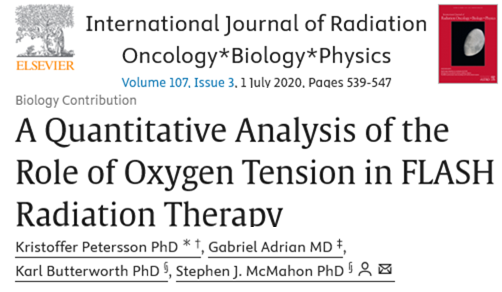 International Journal of Radiation
Oncology*Biology*Physics
ELSEVIER
Volume 107, Issue 3, 1 July 2020, Pages 539-547
Biology Contribution
A Quantitative Analysis of the
Role of Oxygen Tension in FLASH
Radiation Therapy
Kristoffer Petersson PhD * †, Gabriel Adrian MD ‡,
Karl Butterworth PhD §, Stephen J. McMahon PhD §